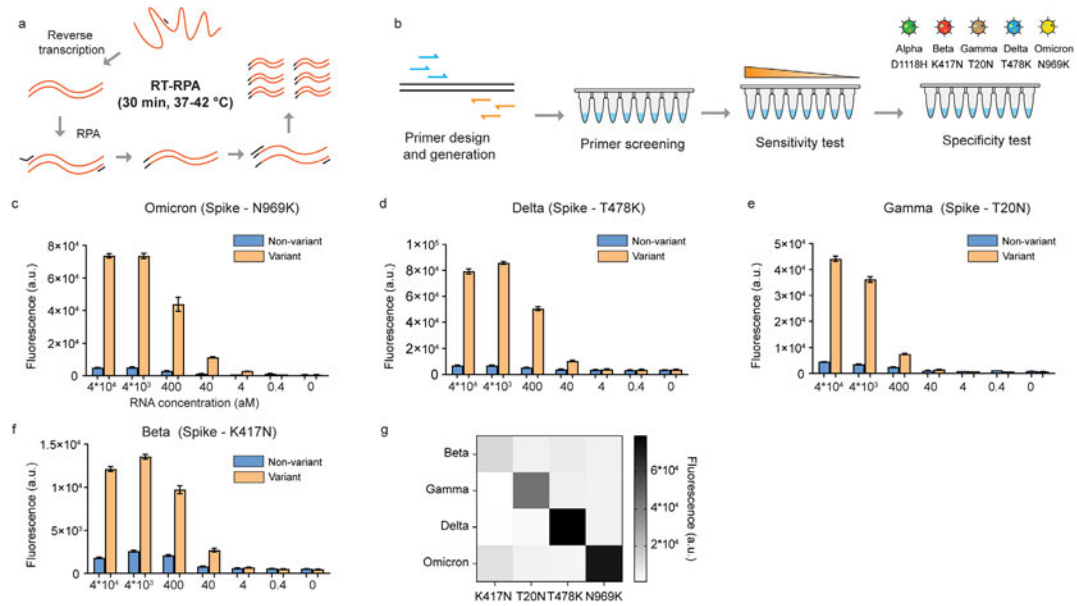 a
Reverse
transcription
RT-RPA
(30 min, 37-42 °C)
RPA
b
Primer design
and generation
Primer screening
Sensitivity test
Specificity test
Alpha Beta Gamma Delta Omicron
D1118H K417N T20N T478K N969K
c
Omicron (Spike - N969K)
Fluorescence (a.u.)
8*10⁴
6*10⁴
4*10⁴
2*10⁴
0
Non-variant
Variant
4*10⁴ 4*10³ 400 40 4 0.4 0
RNA concentration (aM)
d
Delta (Spike - T478K)
Fluorescence (a.u.)
1×10⁵
8×10⁴
6×10⁴
4×10⁴
2×10⁴
0
Non-variant
Variant
4*10⁴ 4*10³ 400 40 4 0.4 0
e
Gamma (Spike - T20N)
Fluorescence (a.u.)
5×10⁴
4×10⁴
3×10⁴
2×10⁴
1×10⁴
0
Non-variant
Variant
4*10⁴ 4*10³ 400 40 4 0.4 0
f
Beta (Spike - K417N)
Fluorescence (a.u.)
1.5×10⁴
1×10⁴
5×10³
0
Non-variant
Variant
4*10⁴ 4*10³ 400 40 4 0.4 0
g
Beta
Gamma
Delta
Omicron
K417N T20N T478K N969K
6*10⁴
4*10⁴
2*10⁴
Fluorescence (a.u.)